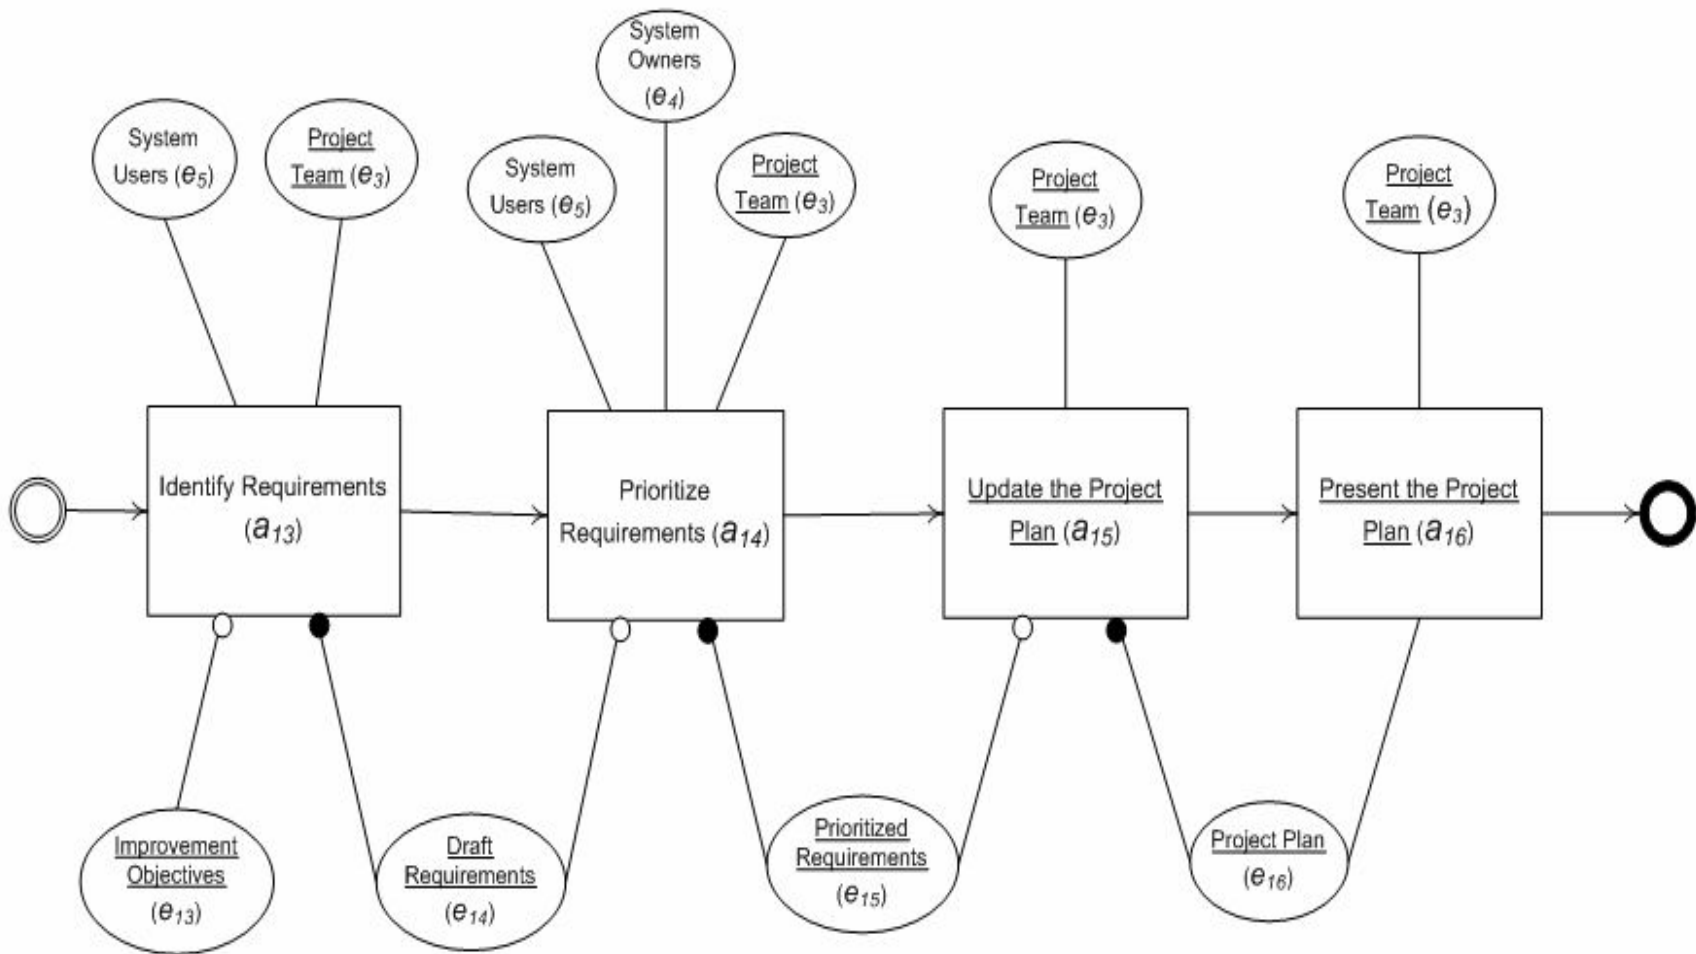 System
Owners
(e4)
System
Users (e5)
Project
Team (e3)
System
Users (e5)
Project
Team (e3)
Project
Team (e3)
Project
Team (e3)
Identify Requirements
(a13)
Prioritize
Requirements (a14)
Update the Project
Plan (a15)
Present the Project
Plan (a16)
Improvement
Objectives
(e13)
Draft
Requirements
(e14)
Prioritized
Requirements
(e15)
Project Plan
(e16)